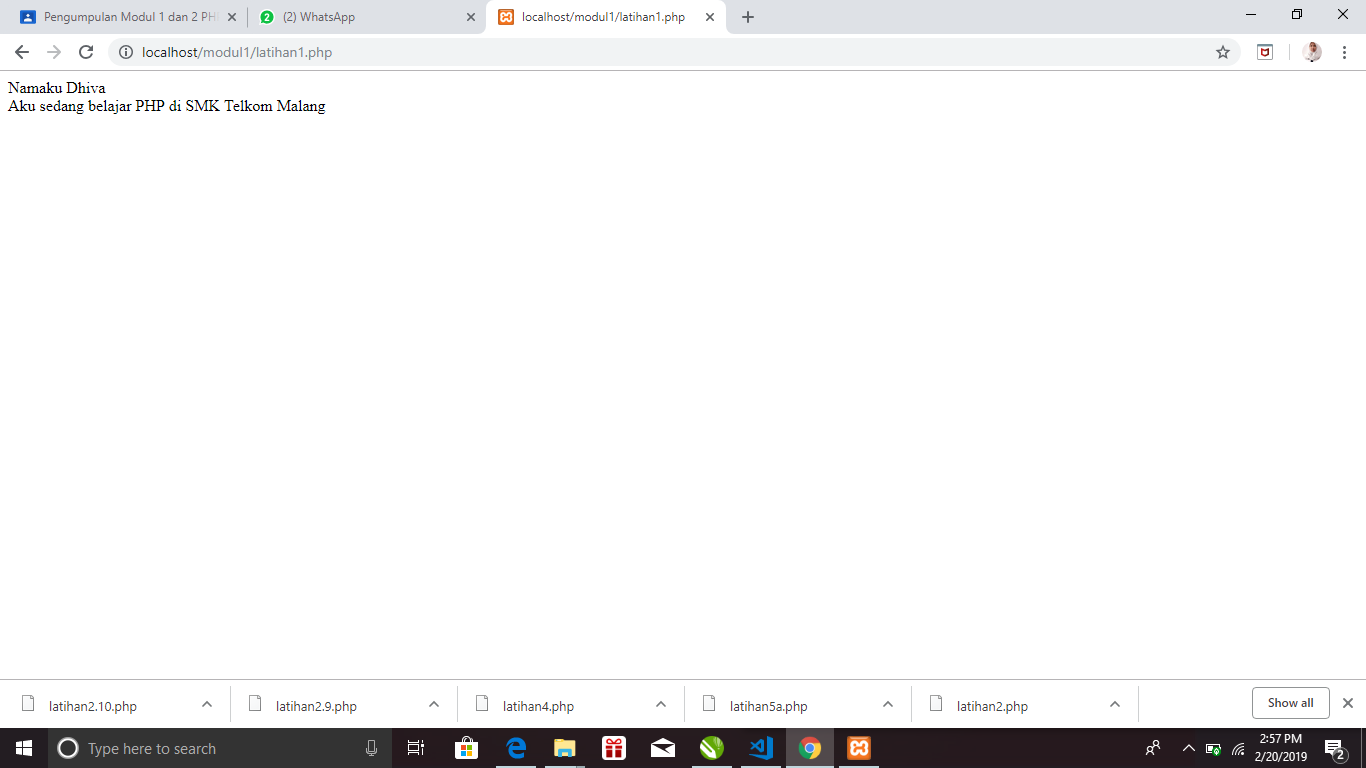 Pengumpulan Modul 1 dan 2 PH
2
(2) WhatsApp
localhost/modul1/latihan1.php
localhost/modul1/latihan1.php
Namaku Dhiva
Aku sedang belajar PHP di SMK Telkom Malang
latihan2.10.php
latihan2.9.php
latihan4.php
latihan5a.php
latihan2.php
Show all
Type here to search
2:57 PM
2/20/2019
2